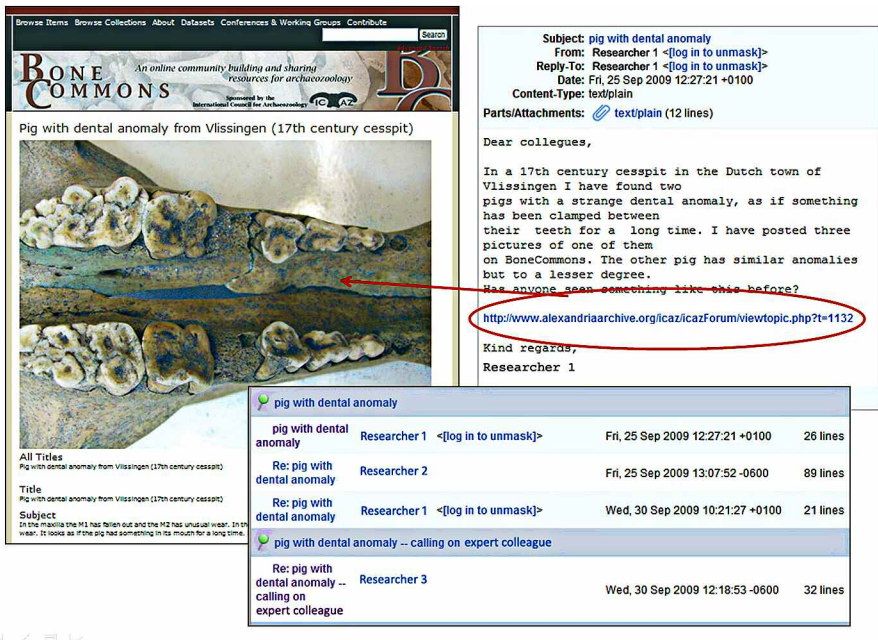 Browse Items Browse Collections About Datasets Conferences & Working Groups Contribute
Search
BONE COMMONS
An online community building and sharing
resources for archaeozoology
Sponsored by the
International Council for Archaeozoology
IC AZ
Pig with dental anomaly from Vlissingen (17th century cesspit)
All Titles
Pig with dental anomaly from Vlissingen (17th century cesspit)
Title
Pig with dental anomaly from Vlissingen (17th century cesspit)
Subject
In the maxilla the M1 has fallen out and the M2 has unusual wear. In th
wear. It looks as if the pig had something in its mouth for a long time.
Subject: pig with dental anomaly
From: Researcher 1 <[log in to unmask]>
Reply-To: Researcher 1 <[log in to unmask]>
Date: Fri, 25 Sep 2009 12:27:21 +0100
Content-Type: text/plain
Parts/Attachments: text/plain (12 lines)
Dear collegues,
In a 17th century cesspit in the Dutch town of
Vlissingen I have found two
pigs with a strange dental anomaly, as if something
has been clamped between
their teeth for a long time. I have posted three
pictures of one of them
on BoneCommons. The other pig has similar anomalies
but to a lesser degree.
Has anyone seen something like this before?
http://www.alexandriaarchive.org/icaz/icazForum/viewtopic.php?t=1132
Kind regards,
Researcher 1
pig with dental anomaly
pig with dental anomaly Researcher 1 <[log in to unmask]> Fri, 25 Sep 2009 12:27:21 +0100 26 lines
Re: pig with dental anomaly Researcher 2 Fri, 25 Sep 2009 13:07:52 -0600 89 lines
Re: pig with dental anomaly Researcher 1 <[log in to unmask]> Wed, 30 Sep 2009 10:21:27 +0100 21 lines
pig with dental anomaly -- calling on expert colleague
Re: pig with dental anomaly -- calling on expert colleague Researcher 3 Wed, 30 Sep 2009 12:18:53 -0600 32 lines